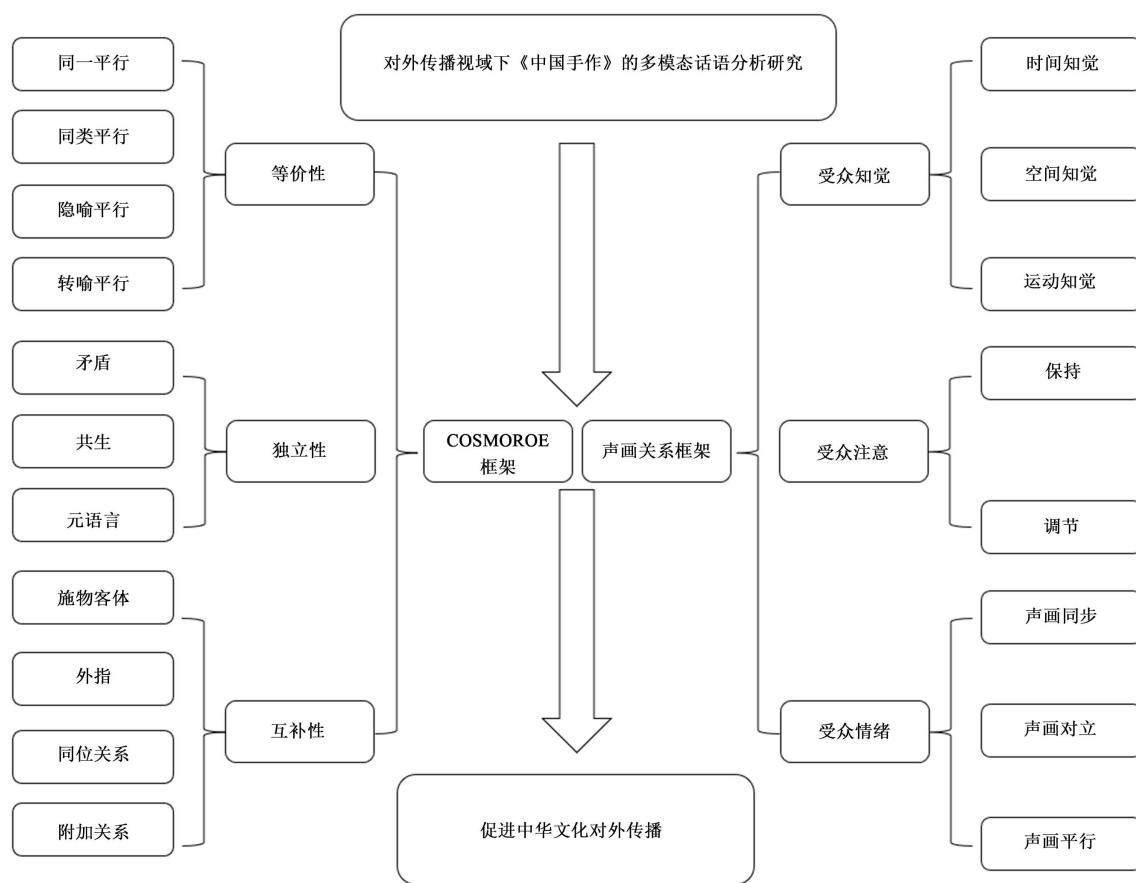 对外传播视域下《中国手作》的多模态话语分析研究
同一平行
同类平行
隐喻平行
转喻平行
等价性
矛盾
共生
元语言
独立性
施物客体
外指
同位关系
附加关系
互补性
COSMOROE
框架
声画关系框架
受众知觉
时间知觉
空间知觉
运动知觉
受众注意
保持
调节
受众情绪
声画同步
声画对立
声画平行
促进中华文化对外传播